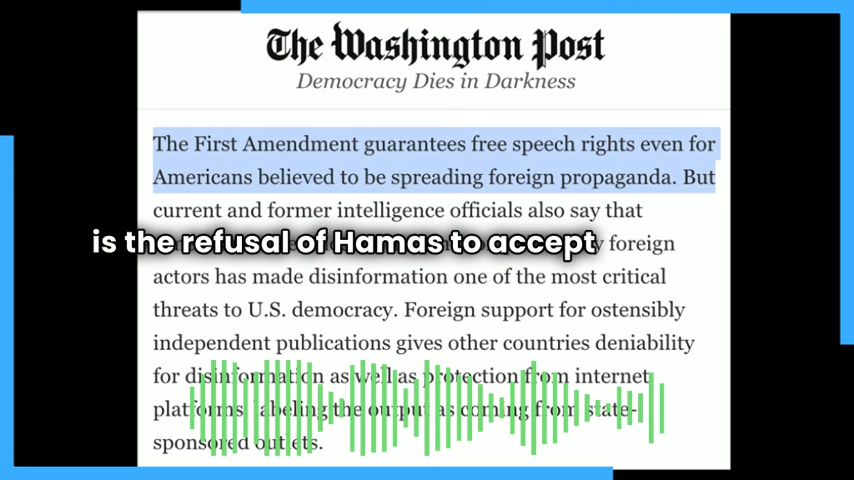 The Washington Post
Democracy Dies in Darkness
The First Amendment guarantees free speech rights even for
Americans believed to be spreading foreign propaganda. But
current and former intelligence officials also say that
is the refusal of Hamas to accept
foreign
actors has made disinformation one of the most critical
threats to U.S. democracy. Foreign support for ostensibly
independent publications gives other countries deniability
for disinformation as well as protection from internet
platforms labeling the output as coming from state-
sponsored outlets.